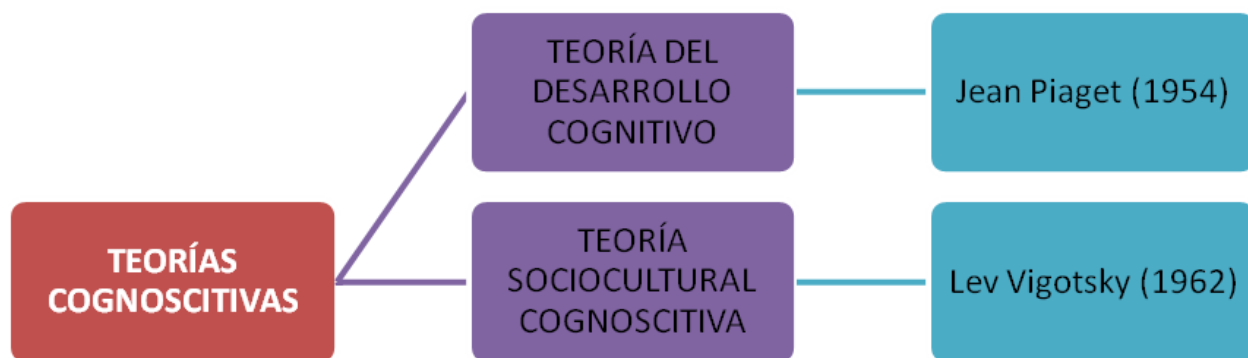 TEORÍA DEL
DESARROLLO
COGNITIVO
Jean Piaget (1954)
TEORÍAS
COGNOSCITIVAS
TEORÍA
SOCIOCULTURAL
COGNOSCITIVA
Lev Vigotsky (1962)